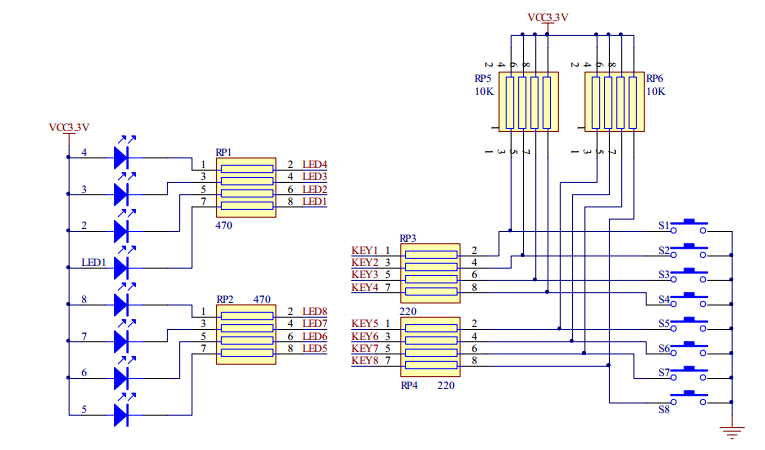 VCC3.3V
2 4 6 8
RP5
10K
1
1 3 5 7
2 4 6 8
RP6
10K
1
1 3 5 7
VCC3.3V
4
3
2
LED1
8
7
6
5
RP1
1 2 LED4
3 4 LED3
5 6 LED2
7 8 LED1
470
RP2 470
1 2 LED8
3 4 LED7
5 6 LED6
7 8 LED5
RP3
KEY1 1 2
KEY2 3 4
KEY3 5 6
KEY4 7 8
220
KEY5 1 2
KEY6 3 4
KEY7 5 6
KEY8 7 8
RP4 220
S1
S2
S3
S4
S5
S6
S7
S8